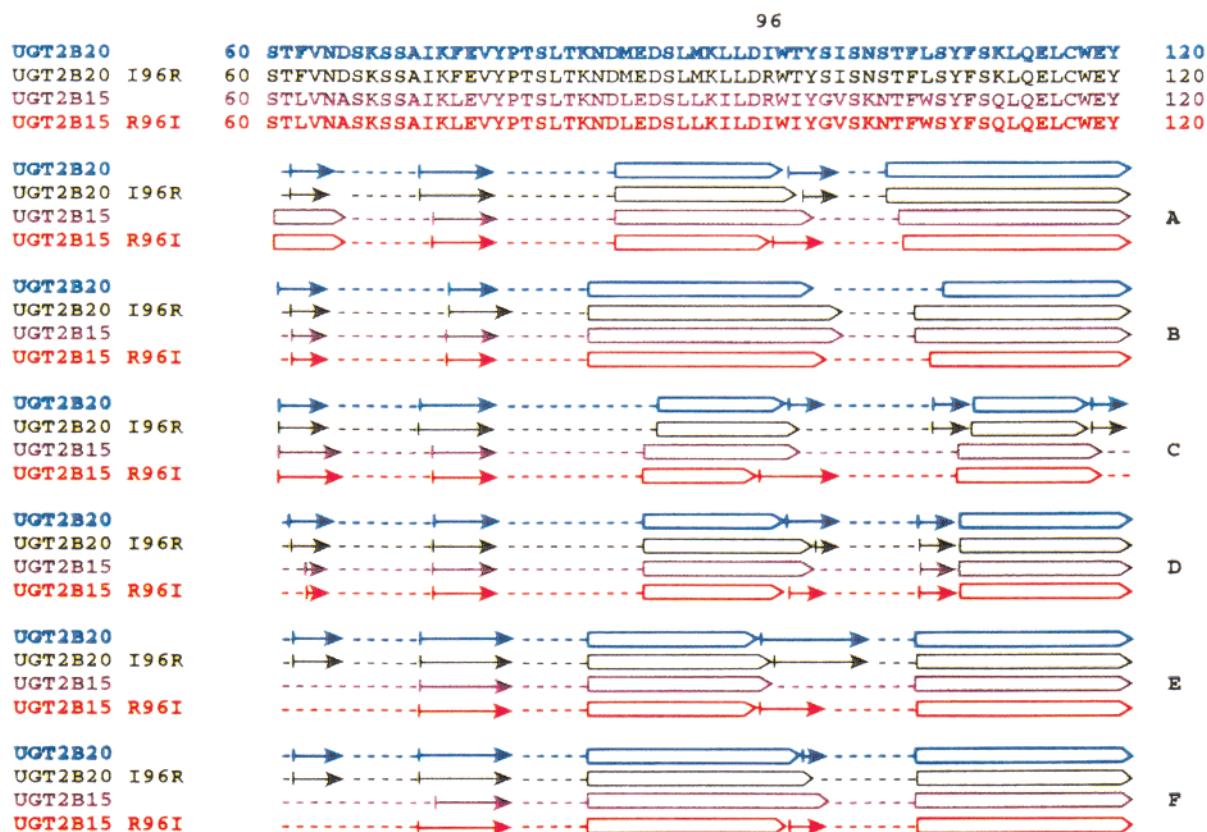 96
UGT2B20 60 STFVNDSKSSAIKFEVYPTSLTKNDMEDSLMKLLDIWTYSISNSTFLSYFSKLQELCWEY 120
UGT2B20 I96R 60 STFVNDSKSSAIKFEVYPTSLTKNDMEDSLMKLLDRWTYSISNSTFLSYFSKLQELCWEY 120
UGT2B15 60 STLVNASKSSAIKLEVYPTSLTKNDLEDSLLKILDRWIYGVSKNTFWSYFSQLQELCWEY 120
UGT2B15 R96I 60 STLVNASKSSAIKLEVYPTSLTKNDLEDSLLKILDIWIYGVSKNTFWSYFSQLQELCWEY 120
UGT2B20
UGT2B20 I96R
UGT2B15 A
UGT2B15 R96I
UGT2B20
UGT2B20 I96R
UGT2B15 B
UGT2B15 R96I
UGT2B20
UGT2B20 I96R
UGT2B15 C
UGT2B15 R96I
UGT2B20
UGT2B20 I96R
UGT2B15 D
UGT2B15 R96I
UGT2B20
UGT2B20 I96R
UGT2B15 E
UGT2B15 R96I
UGT2B20
UGT2B20 I96R
UGT2B15 F
UGT2B15 R96I